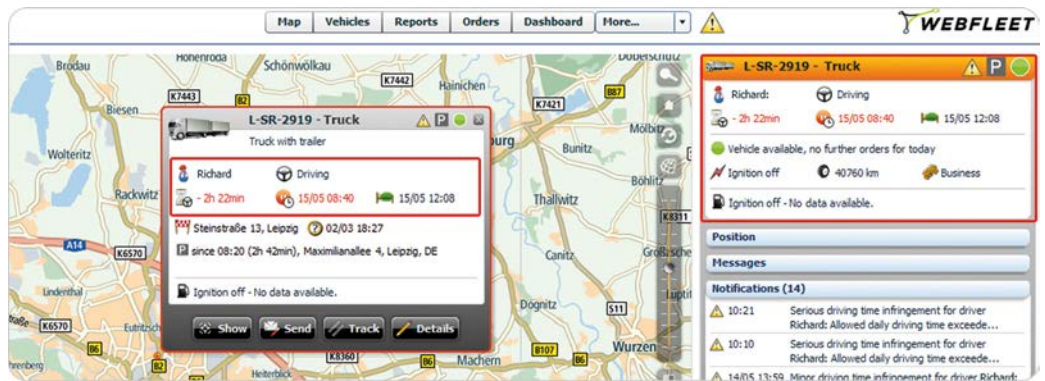 Map Vehicles Reports Orders Dashboard More...
WEBFLEET
Brodau
Hohenroda
Schönwölkau
K7442
Hainichen
Doberschütz
K7443
B2
K7421
B87
Biesen
Mölbitz
Wolteritz
Bunitz
Böhlitz
Rackwitz
Thallwitz
K8311
A14
K6570
Canitz
Lindenthal
Dögnitz
S11
K6570
Eutritzsch
B6
B107
Wurzen
K8360
B6
Machern
B6
B2
Heiterblick
L-SR-2919 - Truck
Truck with trailer
Richard Driving
- 2h 22min 15/05 08:40 15/05 12:08
Steinstraße 13, Leipzig 02/03 18:27
since 08:20 (2h 42min), Maximilianallee 4, Leipzig, DE
Ignition off - No data available.
Show Send Track Details
L-SR-2919 - Truck
Richard: Driving
- 2h 22min 15/05 08:40 15/05 12:08
Vehicle available, no further orders for today
Ignition off 40760 km Business
Ignition off - No data available.
Position
Messages
Notifications (14)
10:21 Serious driving time infringement for driver
Richard: Allowed daily driving time exceede...
10:10 Serious driving time infringement for driver
Richard: Allowed daily driving time exceede...
14/05 13:59 Minor driving time infringement for driver Richard: